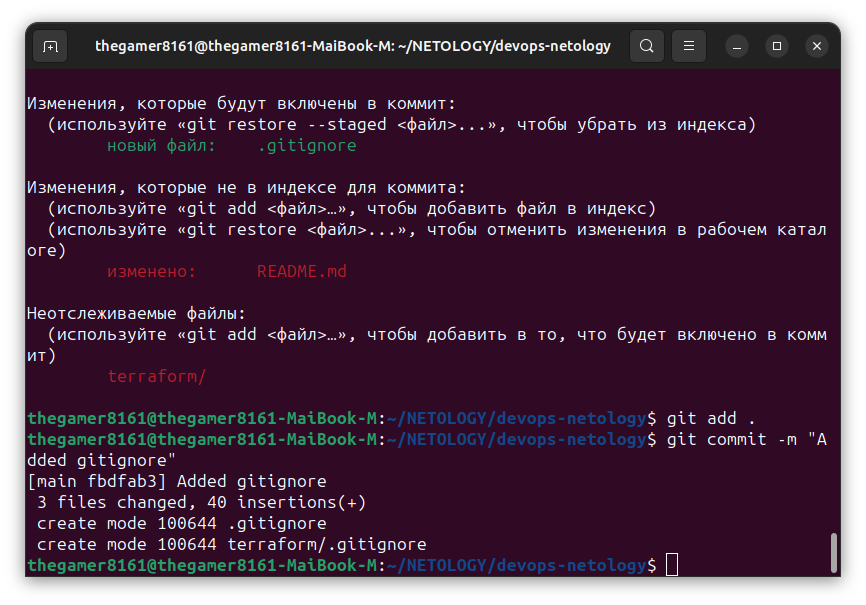 thegamer8161@thegamer8161-MaiBook-M: ~/NETOLOGY/devops-netology
Изменения, которые будут включены в коммит:
  (используйте «git restore --staged <файл>...», чтобы убрать из индекса)
        новый файл:    .gitignore
Изменения, которые не в индексе для коммита:
  (используйте «git add <файл>…», чтобы добавить файл в индекс)
  (используйте «git restore <файл>...», чтобы отменить изменения в рабочем катал
оге)
        изменено:      README.md
Неотслеживаемые файлы:
  (используйте «git add <файл>…», чтобы добавить в то, что будет включено в комм
ит)
        terraform/
thegamer8161@thegamer8161-MaiBook-M:~/NETOLOGY/devops-netology$ git add .
thegamer8161@thegamer8161-MaiBook-M:~/NETOLOGY/devops-netology$ git commit -m "A
dded gitignore"
[main fbdfab3] Added gitignore
 3 files changed, 40 insertions(+)
 create mode 100644 .gitignore
 create mode 100644 terraform/.gitignore
thegamer8161@thegamer8161-MaiBook-M:~/NETOLOGY/devops-netology$